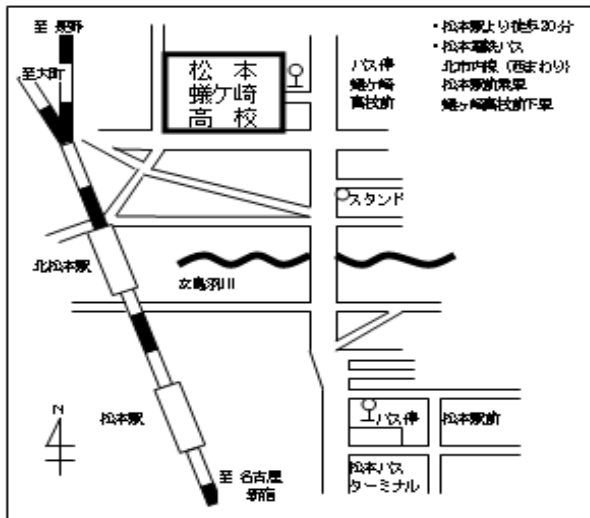 至 長野
至大町
松 本
蟻ケ崎
高 校
バス停
蟻ケ崎
高校前
・松本駅より徒歩20分
・松本電鉄バス
北市内線（西まわり）
松本駅前乗車
蟻ケ崎高校前下車
スタンド
北松本駅
女鳥羽川
N
松本駅
至 名古屋
新宿
バス停
松本駅前
松本バス
ターミナル